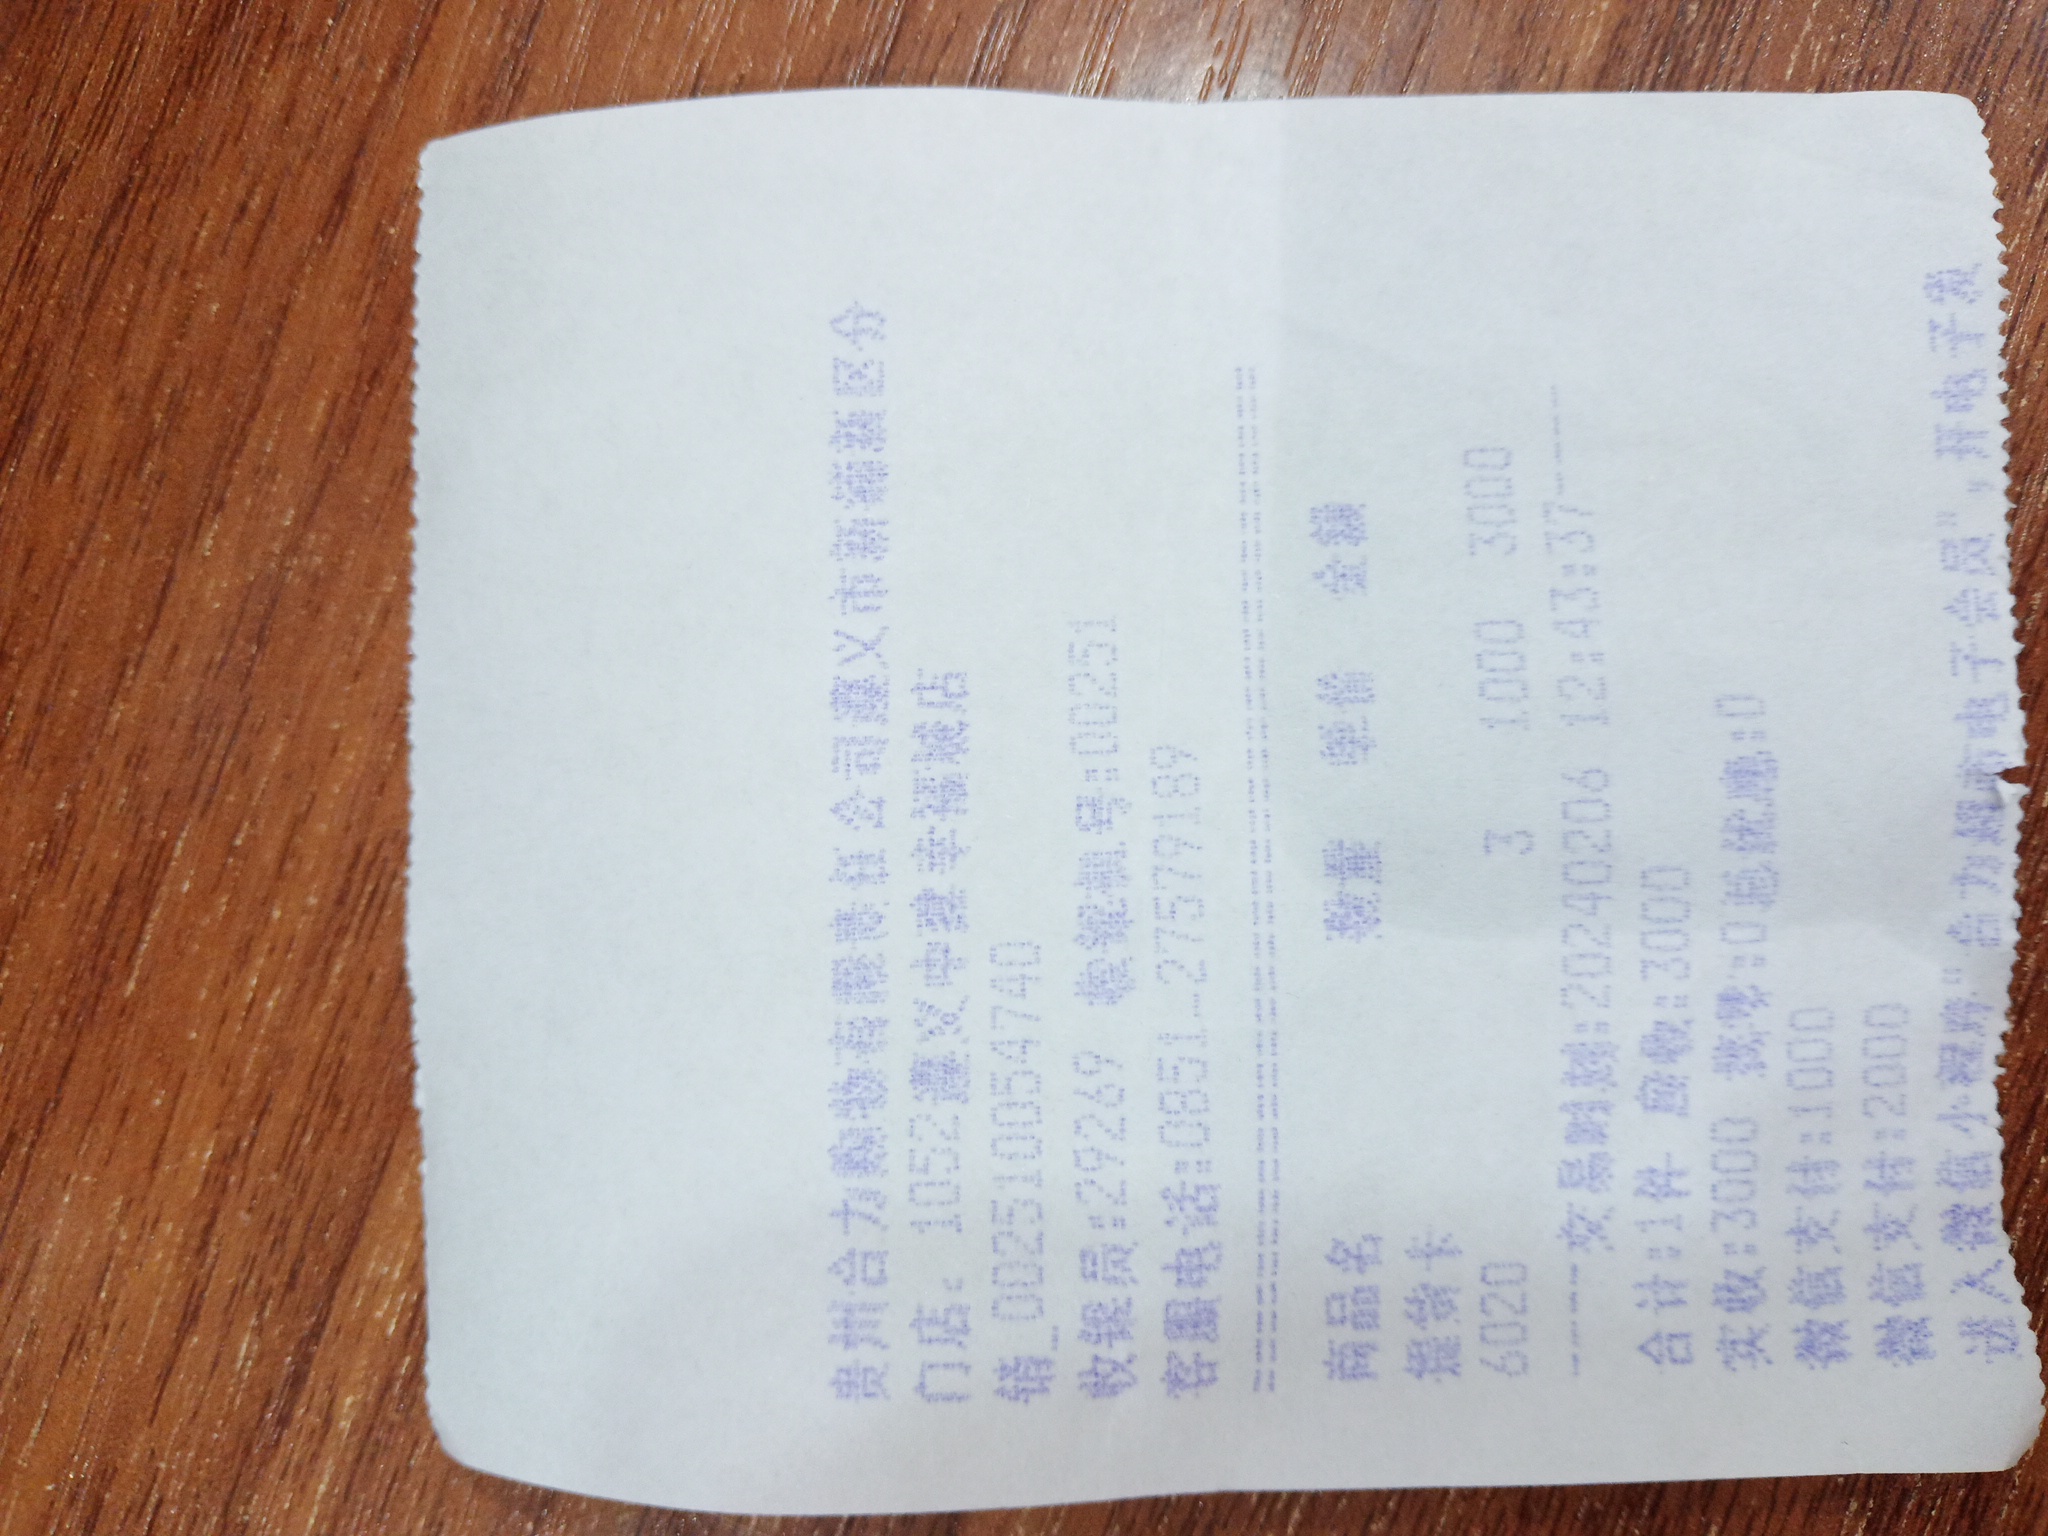 贵州合力购物有限责任公司遵义市新蒲新区分
门店: 1052遵义中建幸福城店
销_002510054740
收银员:29269 收银机号:00251
客服电话:0851-27579189
================================
商品名 数量 单价 金额
提货卡
6020 3 1000 3000
-----交易时间:20240206 12:43:37-----
合计:1件 应收:3000
实收:3000 找零:0 总优惠:0
微信支付:1000
微信支付:2000
进入微信小程序"合力超市电子会员",开电子发